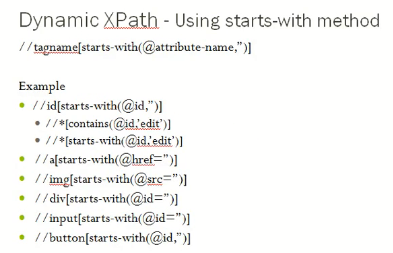 Dynamic XPath - Using starts-with method
//tagname[starts-with(@attribute-name,'')]
Example
//id[starts-with(@id,'')]
//*[contains(@id,'edit')]
//*[starts-with(@id,'edit')]
//a[starts-with(@href='')]
//img[starts-with(@src='')]
//div[starts-with(@id='')]
//input[starts-with(@id='')]
//button[starts-with(@id,'')]